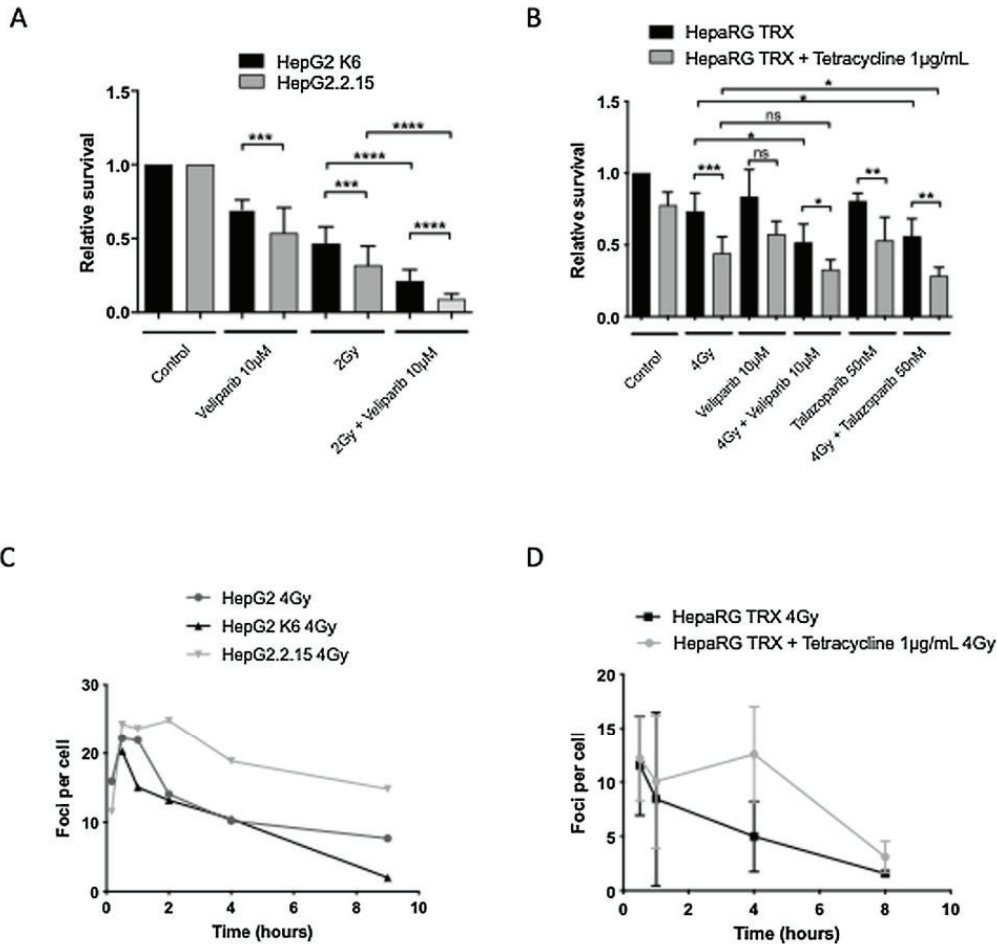 A
HepG2 K6
HepG2.2.15
1.5
1.0
0.5
0.0
Relative survival
***
***
****
****
****
Control
Veliparib 10µM
2Gy
2Gy + Veliparib 10µM
B
HepaRG TRX
HepaRG TRX + Tetracycline 1µg/mL
1.5
1.0
0.5
0.0
Relative survival
*
*
ns
*
***
ns
*
**
**
Control
4Gy
Veliparib 10µM
4Gy + Veliparib 10µM
Talazoparib 50nM
4Gy + Talazoparib 50nM
C
HepG2 4Gy
HepG2 K6 4Gy
HepG2.2.15 4Gy
30
20
10
0
Foci per cell
0 2 4 6 8 10
Time (hours)
D
HepaRG TRX 4Gy
HepaRG TRX + Tetracycline 1µg/mL 4Gy
20
15
10
5
0
Foci per cell
0 2 4 6 8 10
Time (hours)